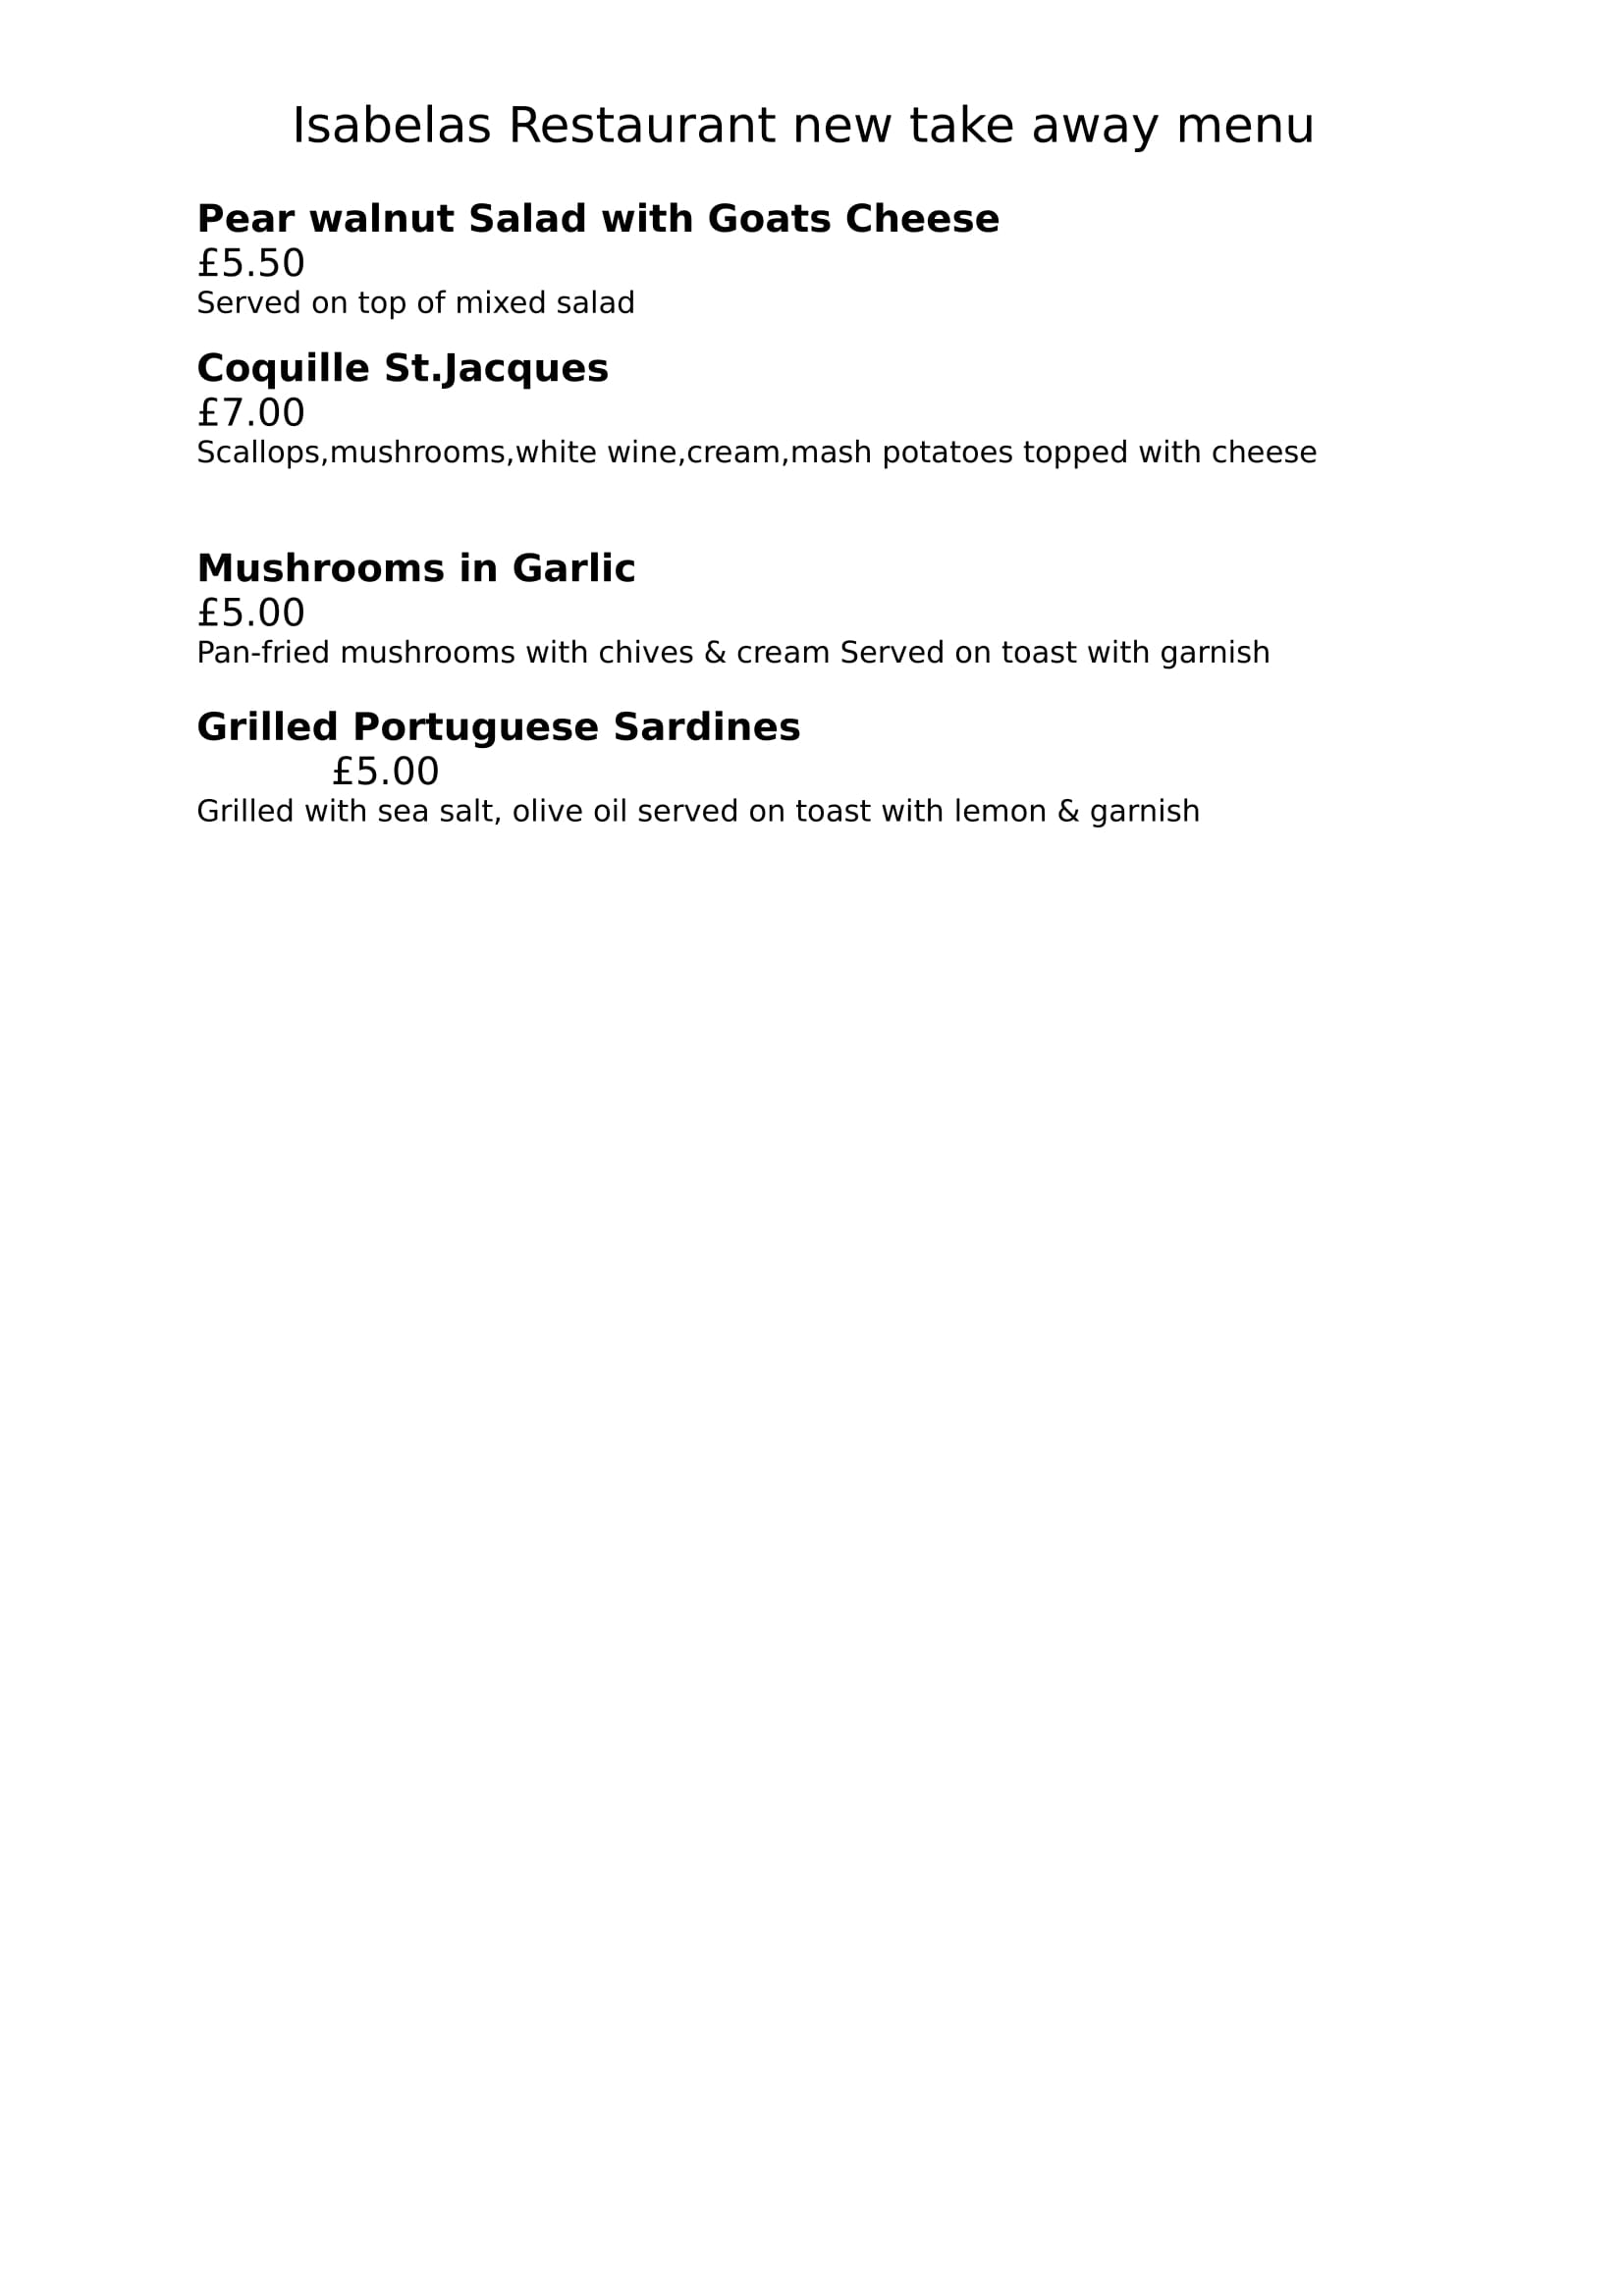 Isabelas Restaurant new take away menu
Pear walnut Salad with Goats Cheese
£5.50
Served on top of mixed salad
Coquille St.Jacques
£7.00
Scallops,mushrooms,white wine,cream,mash potatoes topped with cheese
Mushrooms in Garlic
£5.00
Pan-fried mushrooms with chives & cream Served on toast with garnish
Grilled Portuguese Sardines
£5.00
Grilled with sea salt, olive oil served on toast with lemon & garnish